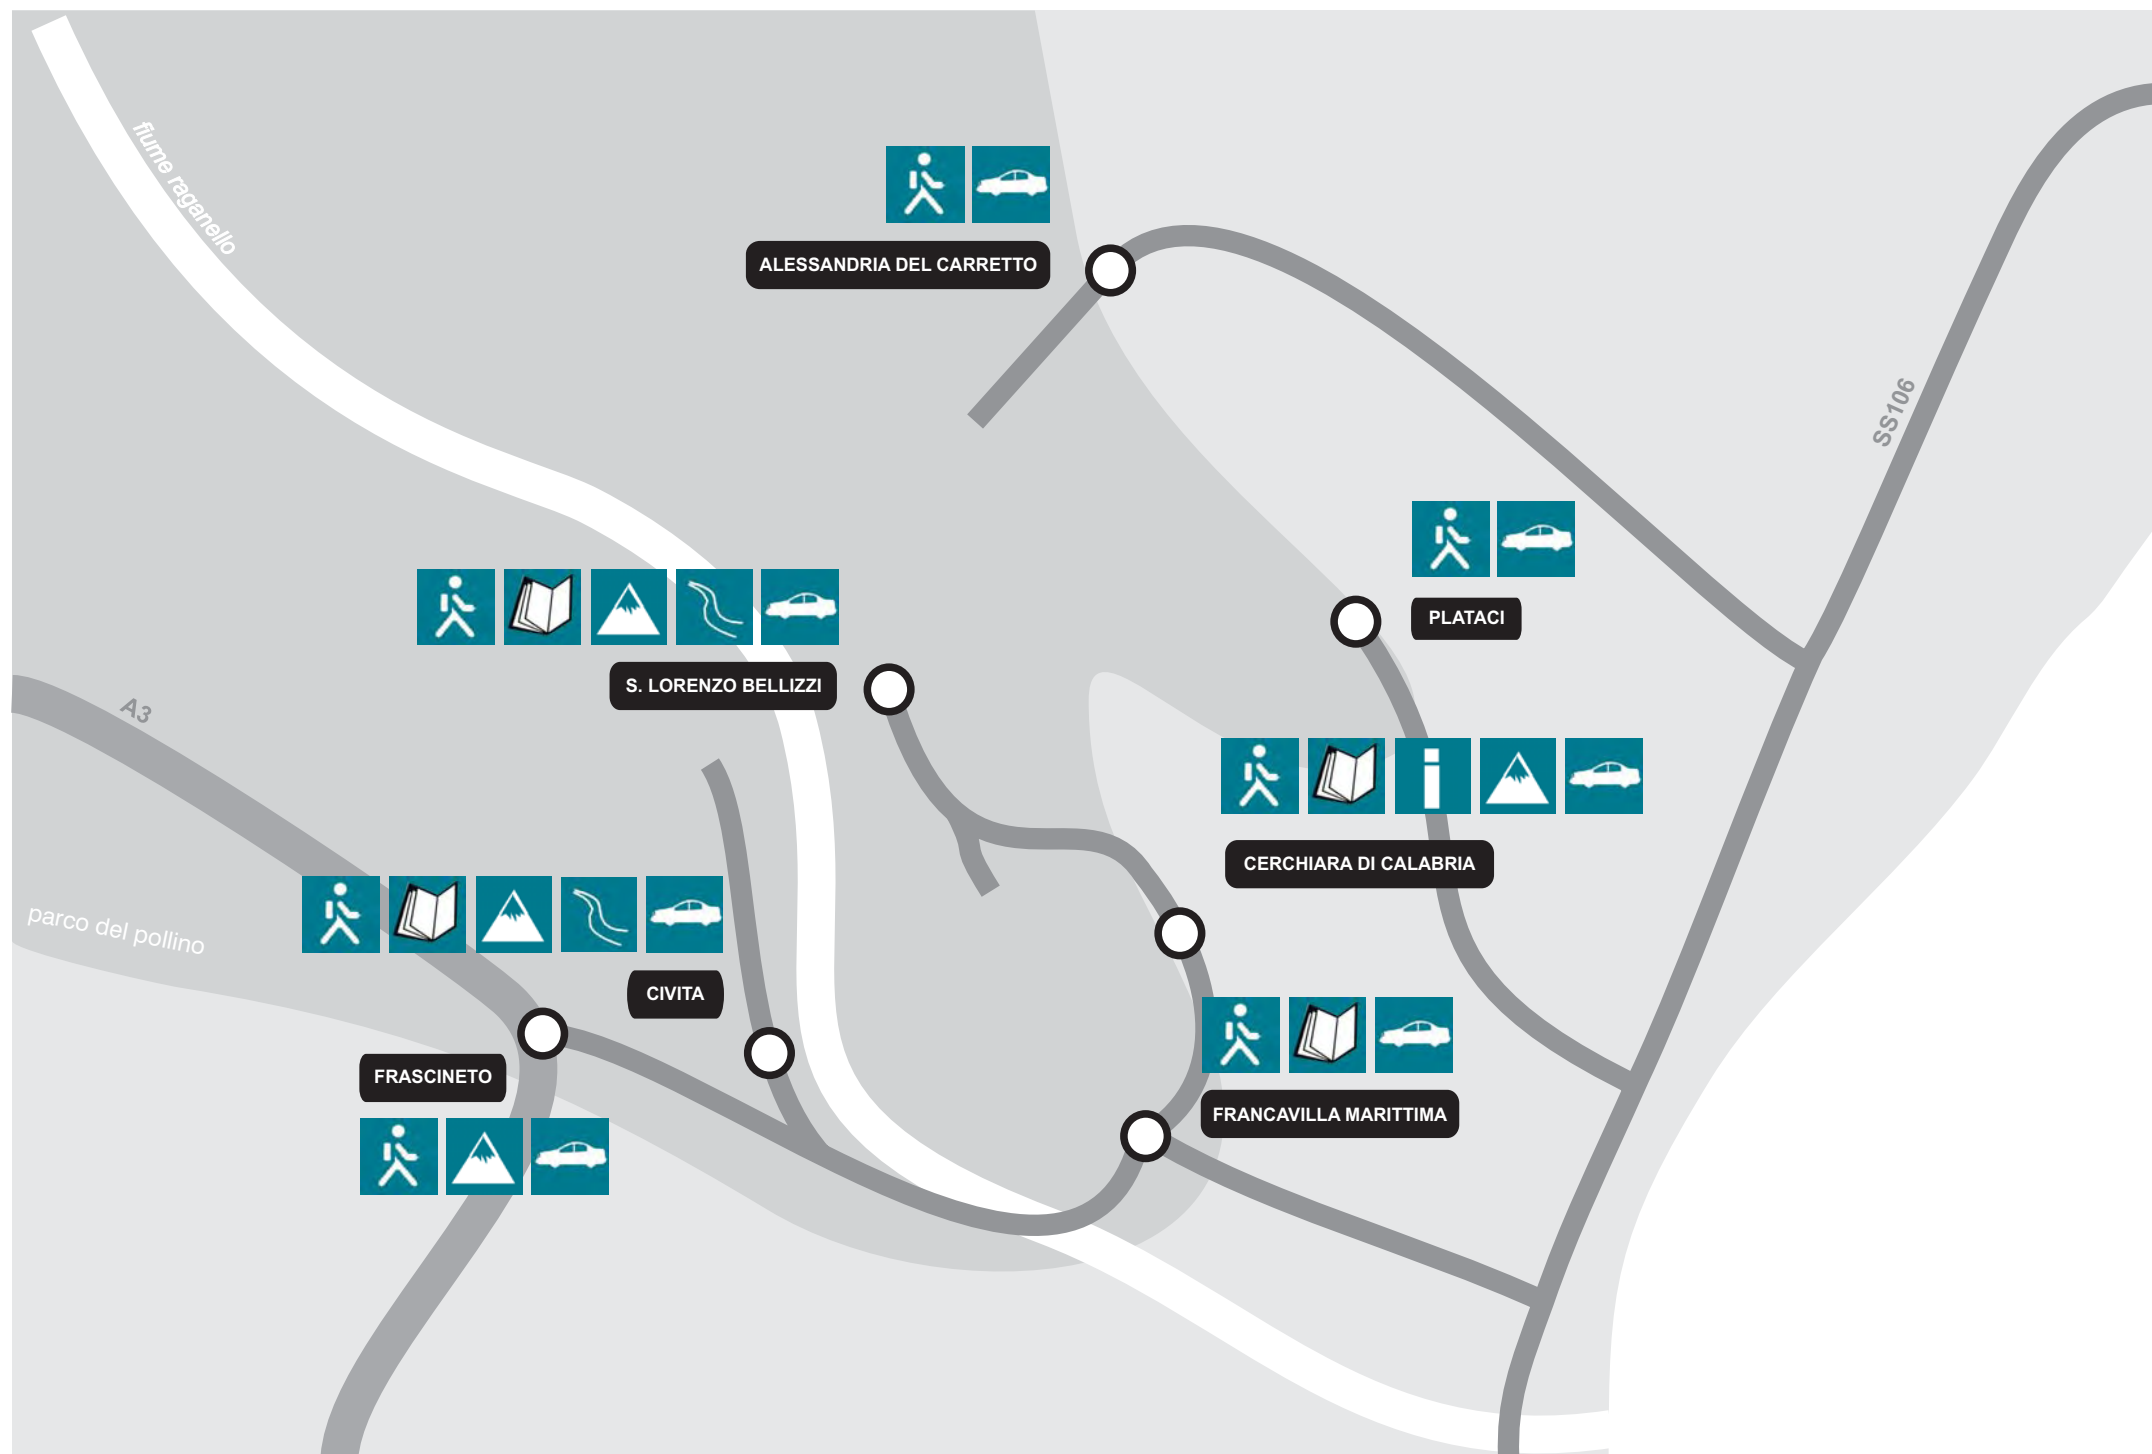 fiume raganello
ALESSANDRIA DEL CARRETTO
SS106
PLATACI
S. LORENZO BELLIZZI
A3
CERCHIARA DI CALABRIA
parco del pollino
CIVITA
FRASCINETO
FRANCAVILLA MARITTIMA